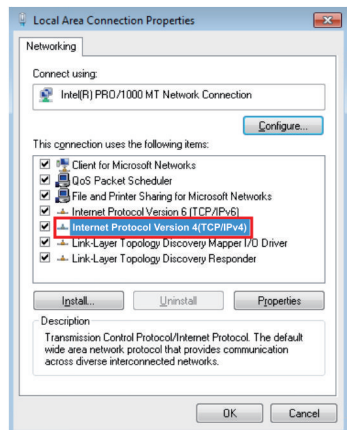 Local Area Connection Properties
Networking
Connect using:
Intel(R) PRO/1000 MT Network Connection
Configure...
This connection uses the following items:
Client for Microsoft Networks
QoS Packet Scheduler
File and Printer Sharing for Microsoft Networks
Internet Protocol Version 6 (TCP/IPv6)
Internet Protocol Version 4(TCP/IPv4)
Link-Layer Topology Discovery Mapper I/O Driver
Link-Layer Topology Discovery Responder
Install...
Uninstall
Properties
Description
Transmission Control Protocol/Internet Protocol. The default
wide area network protocol that provides communication
across diverse interconnected networks.
OK
Cancel